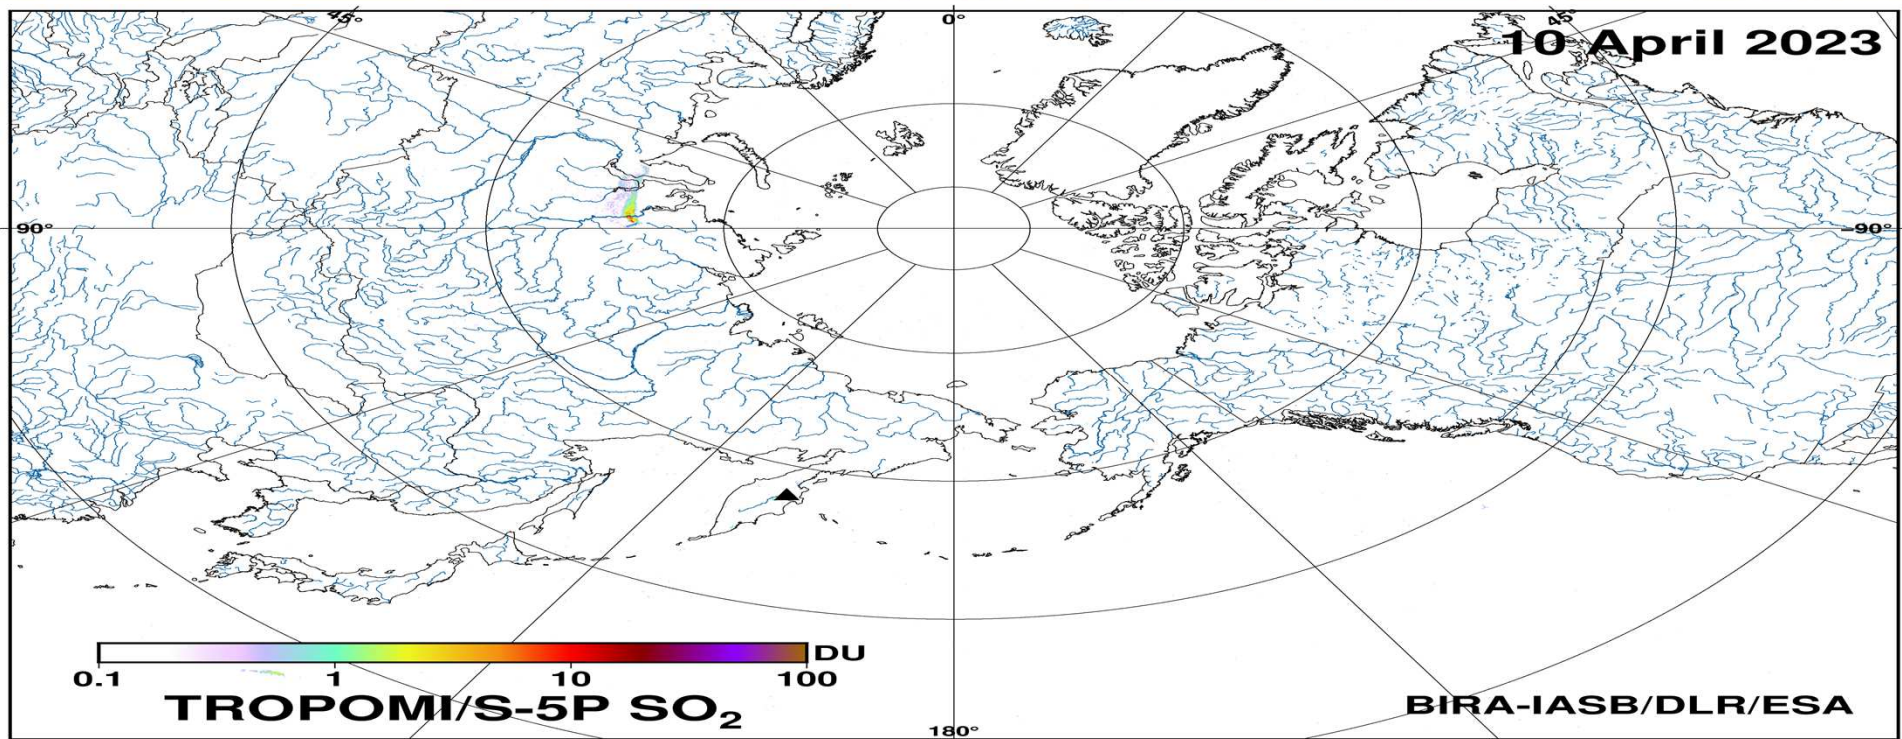 45°
0°
45°
10 April 2023
90°
-90°
DU
0.1
1
10
100
TROPOMI/S-5P SO₂
BIRA-IASB/DLR/ESA
180°